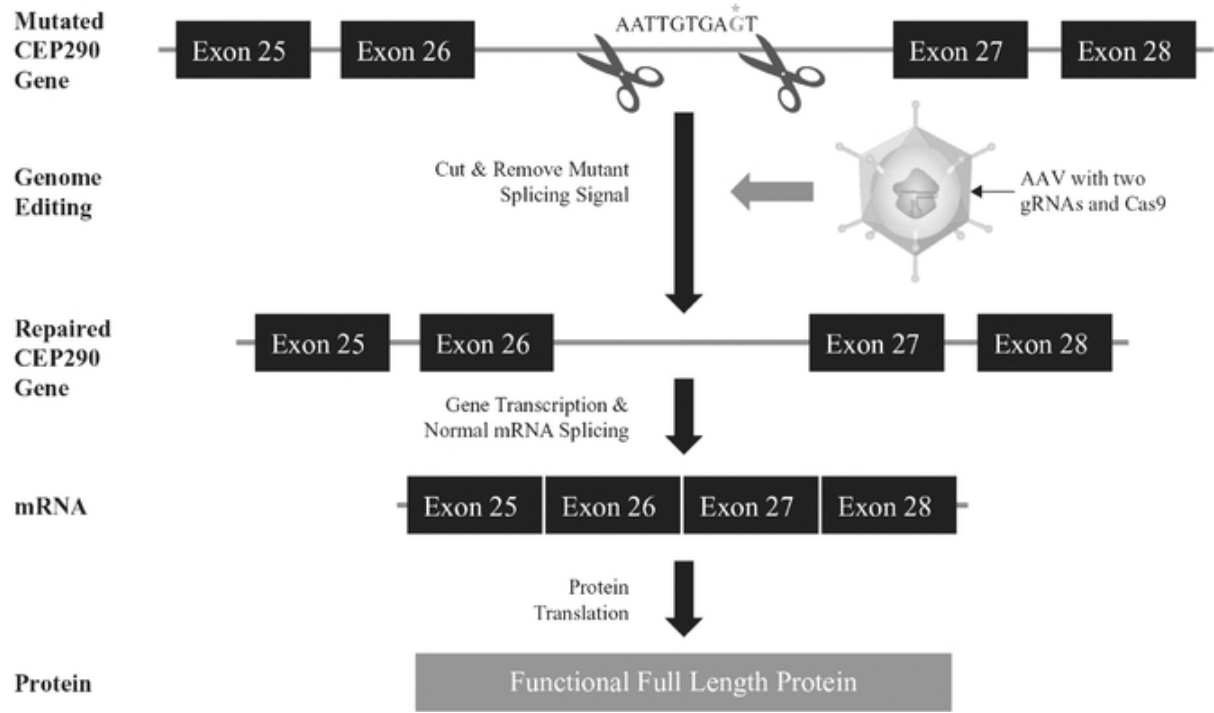 Mutated
CEP290
Gene
*
AATTGTGAGT
Exon 25
Exon 26
Exon 27
Exon 28
Genome
Editing
Cut & Remove Mutant
Splicing Signal
AAV with two
gRNAs and Cas9
Repaired
CEP290
Gene
Exon 25
Exon 26
Exon 27
Exon 28
Gene Transcription &
Normal mRNA Splicing
mRNA
Exon 25
Exon 26
Exon 27
Exon 28
Protein
Translation
Protein
Functional Full Length Protein